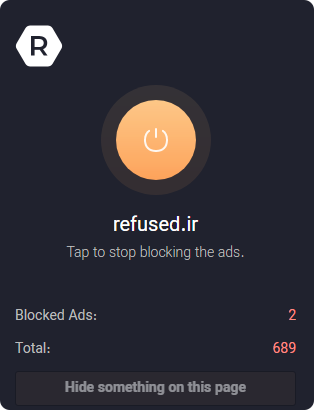 R
refused.ir
Tap to stop blocking the ads.
Blocked Ads: 2
Total: 689
Hide something on this page